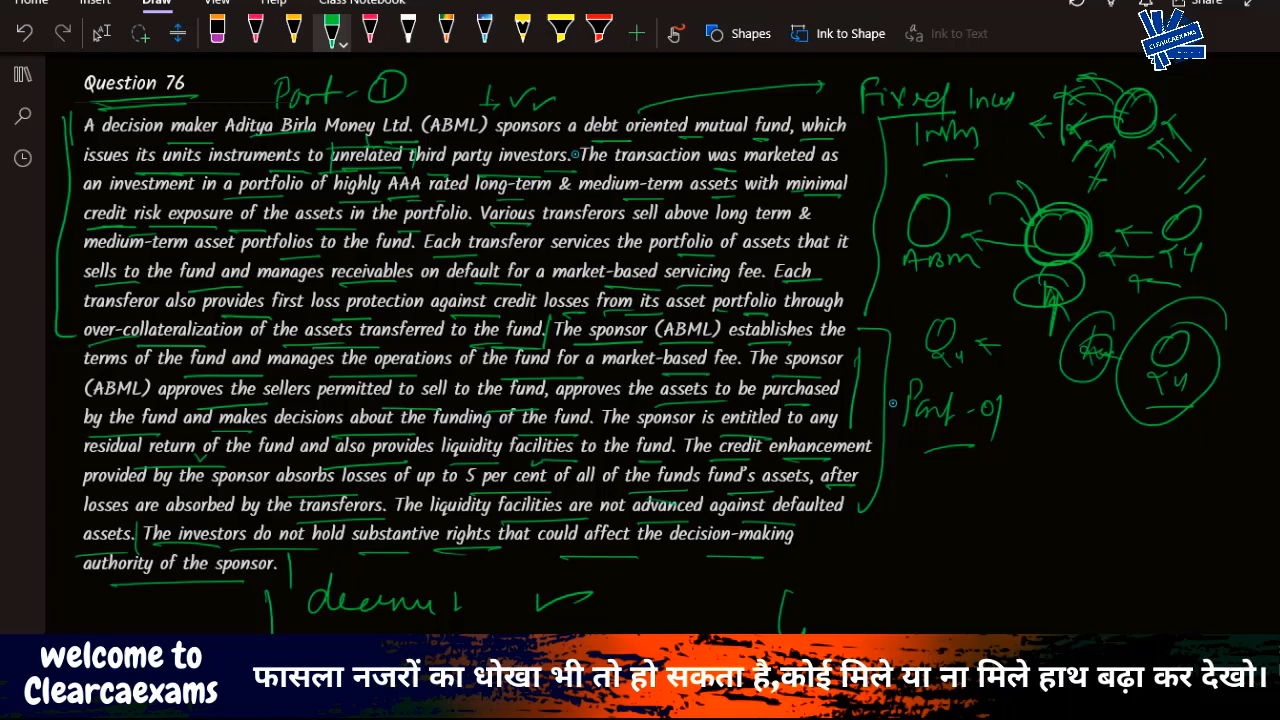 Home Insert Draw View Help Class Notebook Share
Shapes Ink to Shape Ink to Text
CLEARCAEXAMS
Question 76
Part - 1
A decision maker Aditya Birla Money Ltd. (ABML) sponsors a debt oriented mutual fund, which
issues its units instruments to unrelated third party investors. The transaction was marketed as
an investment in a portfolio of highly AAA rated long-term & medium-term assets with minimal
credit risk exposure of the assets in the portfolio. Various transferors sell above long term &
medium-term asset portfolios to the fund. Each transferor services the portfolio of assets that it
sells to the fund and manages receivables on default for a market-based servicing fee. Each
transferor also provides first loss protection against credit losses from its asset portfolio through
over-collateralization of the assets transferred to the fund. The sponsor (ABML) establishes the
terms of the fund and manages the operations of the fund for a market-based fee. The sponsor
(ABML) approves the sellers permitted to sell to the fund, approves the assets to be purchased
by the fund and makes decisions about the funding of the fund. The sponsor is entitled to any
residual return of the fund and also provides liquidity facilities to the fund. The credit enhancement
provided by the sponsor absorbs losses of up to 5 per cent of all of the funds fund's assets, after
losses are absorbed by the transferors. The liquidity facilities are not advanced against defaulted
assets. The investors do not hold substantive rights that could affect the decision-making
authority of the sponsor.
Fixed
ABM
welcome to
Clearcaexams
फासला नजरों का धोखा भी तो हो सकता है,कोई मिले या ना मिले हाथ बढ़ा कर देखो।